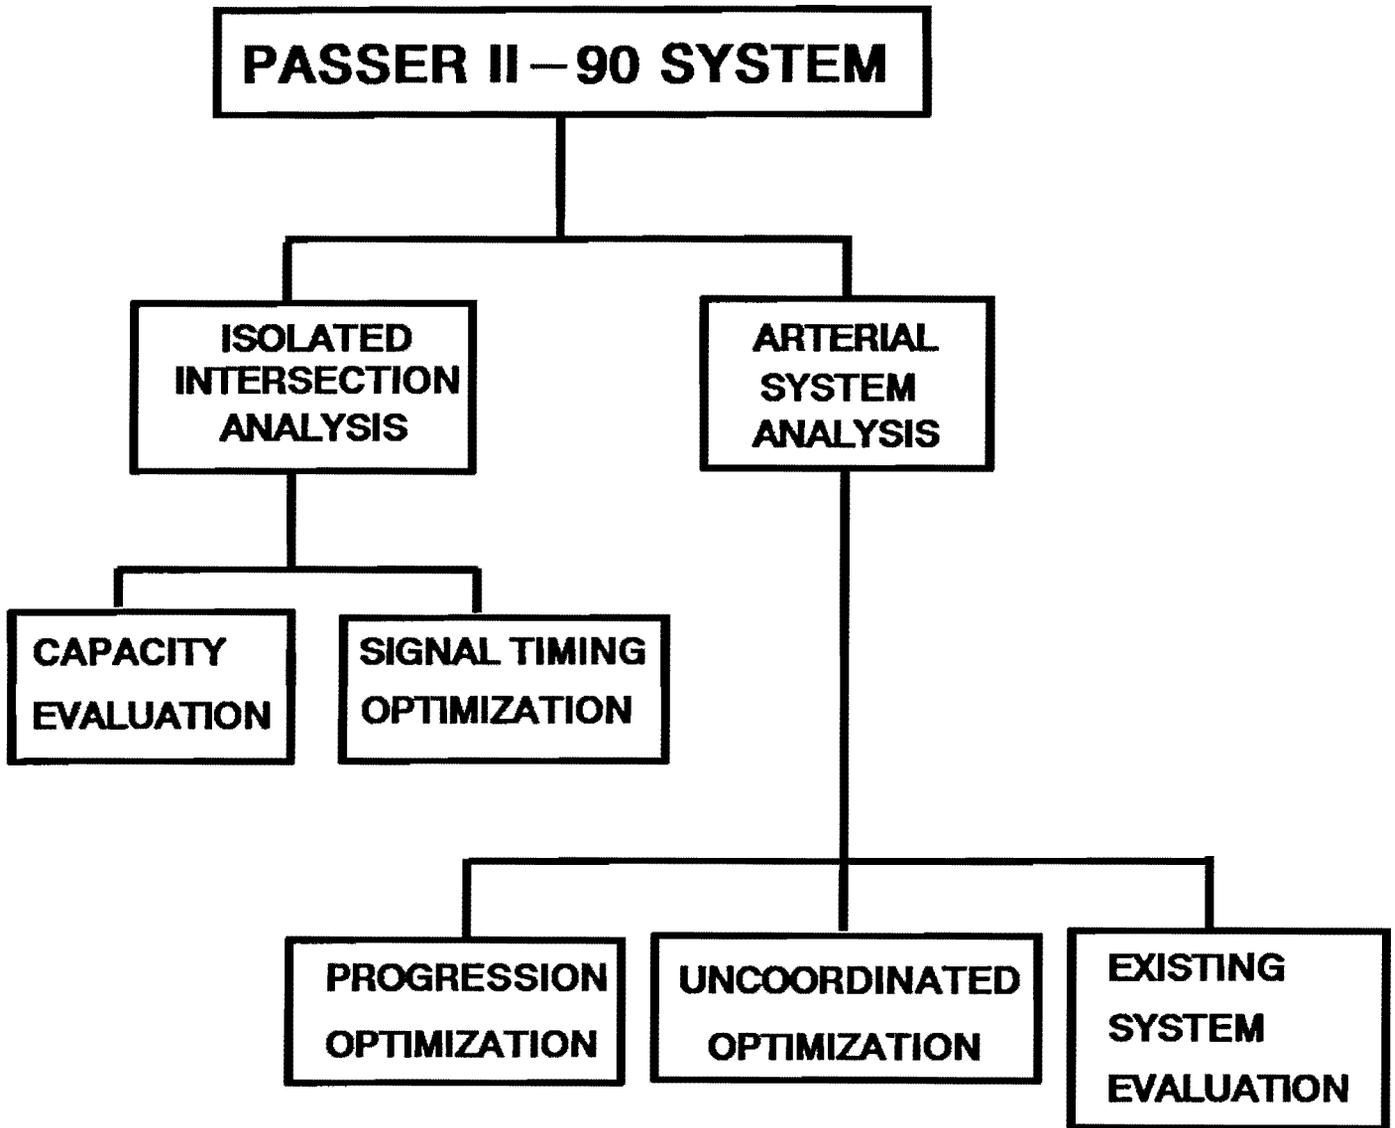 PASSER II–90 SYSTEM
ISOLATED
INTERSECTION
ANALYSIS
ARTERIAL
SYSTEM
ANALYSIS
CAPACITY
EVALUATION
SIGNAL TIMING
OPTIMIZATION
PROGRESSION
OPTIMIZATION
UNCOORDINATED
OPTIMIZATION
EXISTING
SYSTEM
EVALUATION